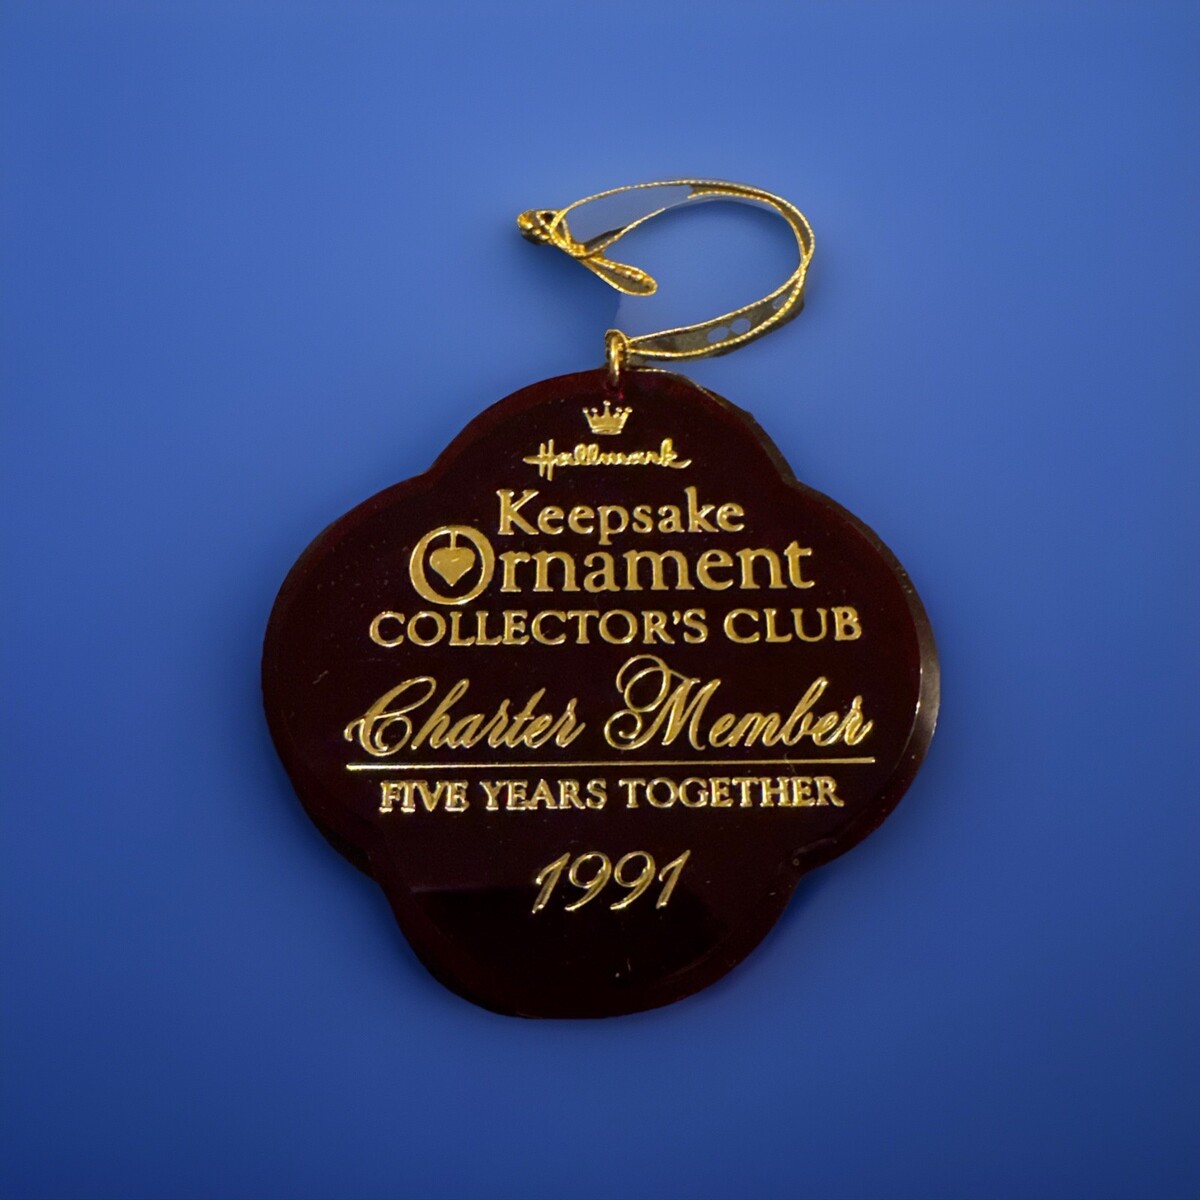 Hallmark
Keepsake
Ornament
COLLECTOR'S CLUB
Charter Member
FIVE YEARS TOGETHER
1991